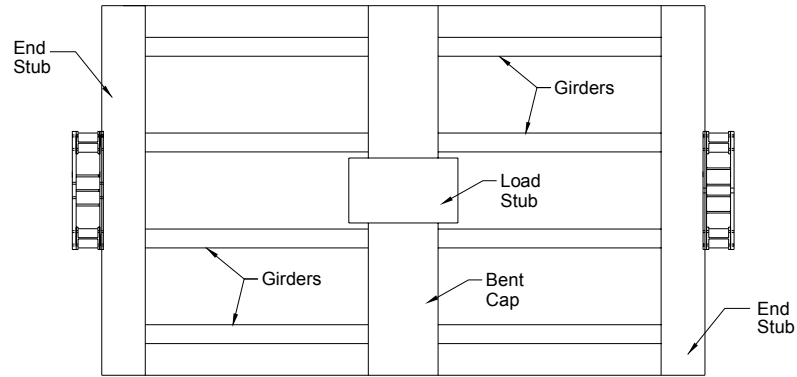 End
Stub
Girders
Load
Stub
Girders
Bent
Cap
End
Stub